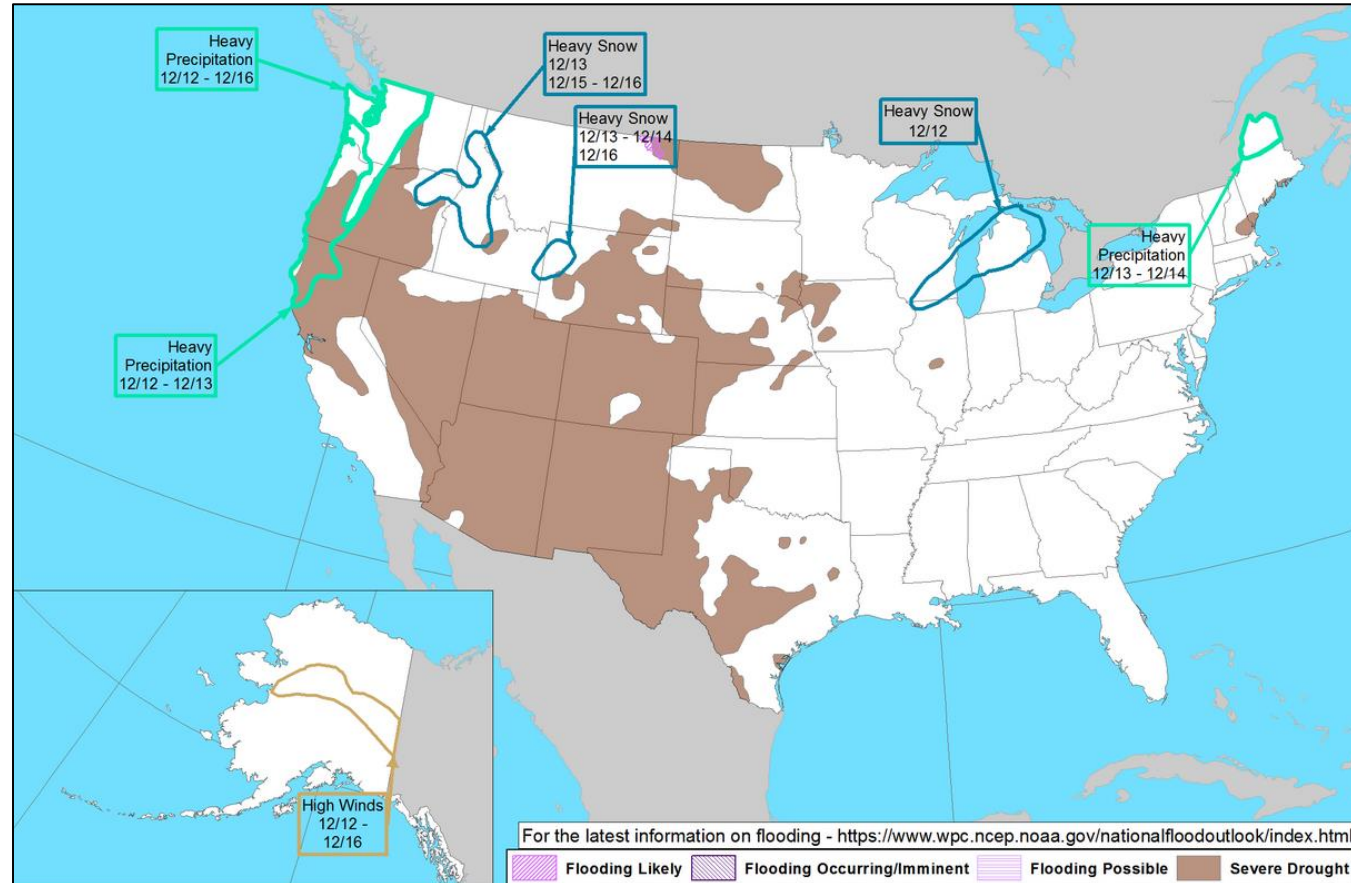 Heavy
Precipitation
12/12 - 12/16
Heavy Snow
12/13
12/15 - 12/16
Heavy Snow
12/13 - 12/14
12/16
Heavy Snow
12/12
Heavy
Precipitation
12/13 - 12/14
Heavy
Precipitation
12/12 - 12/13
High Winds
12/12 -
12/16
For the latest information on flooding - https://www.wpc.ncep.noaa.gov/nationalfloodoutlook/index.html
Flooding Likely Flooding Occurring/Imminent Flooding Possible Severe Drought